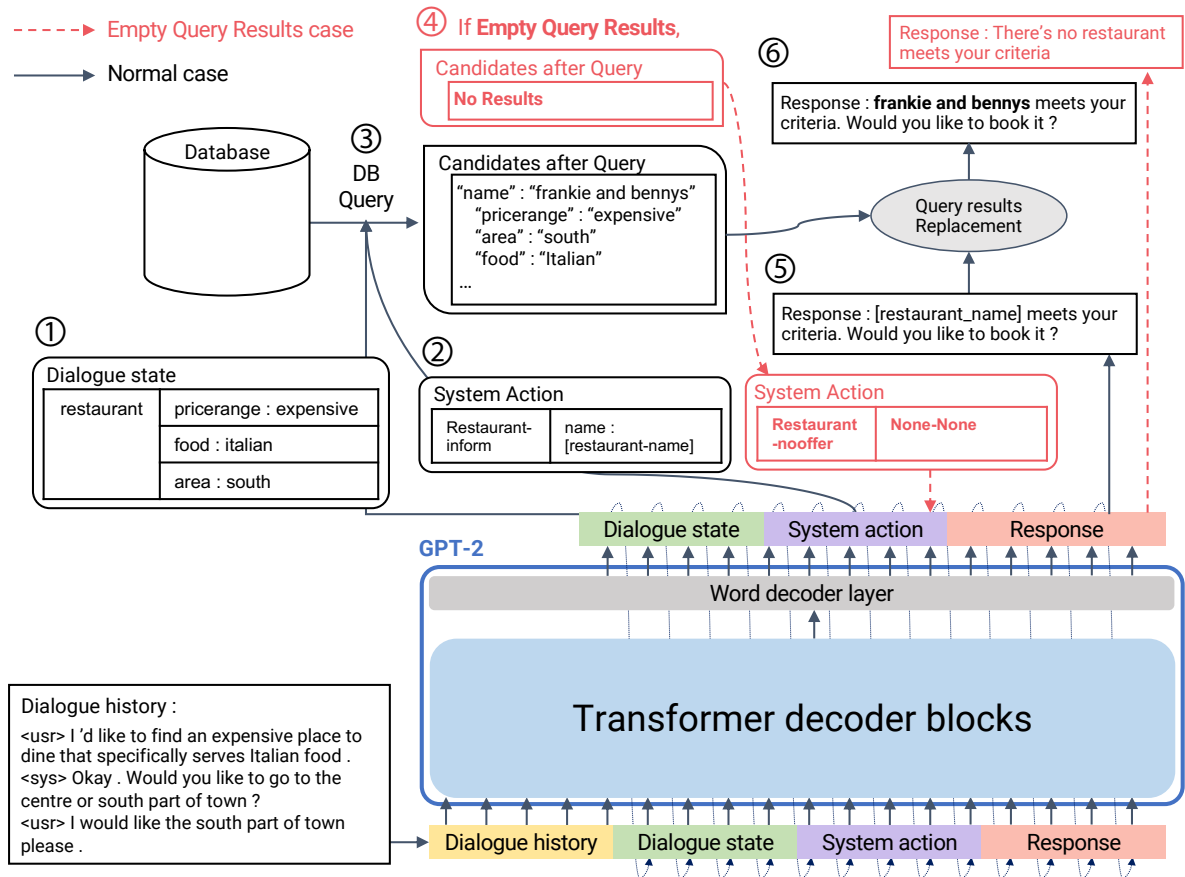 Empty Query Results case
Normal case
④ If Empty Query Results,
Candidates after Query
No Results
Response : There's no restaurant
meets your criteria
⑥
Response : frankie and bennys meets your
criteria. Would you like to book it ?
Database
③
DB
Query
Candidates after Query
“name” : “frankie and bennys”
“pricerange” : “expensive”
“area” : “south”
“food” : “Italian”
...
Query results
Replacement
⑤
Response : [restaurant_name] meets your
criteria. Would you like to book it ?
①
Dialogue state
restaurant
pricerange : expensive
food : italian
area : south
②
System Action
Restaurant-
inform
name :
[restaurant-name]
System Action
Restaurant
-nooffer
None-None
Dialogue state
System action
Response
GPT-2
Word decoder layer
Transformer decoder blocks
Dialogue history :
<usr> I ’d like to find an expensive place to
dine that specifically serves Italian food .
<sys> Okay . Would you like to go to the
centre or south part of town ?
<usr> I would like the south part of town
please .
Dialogue history
Dialogue state
System action
Response